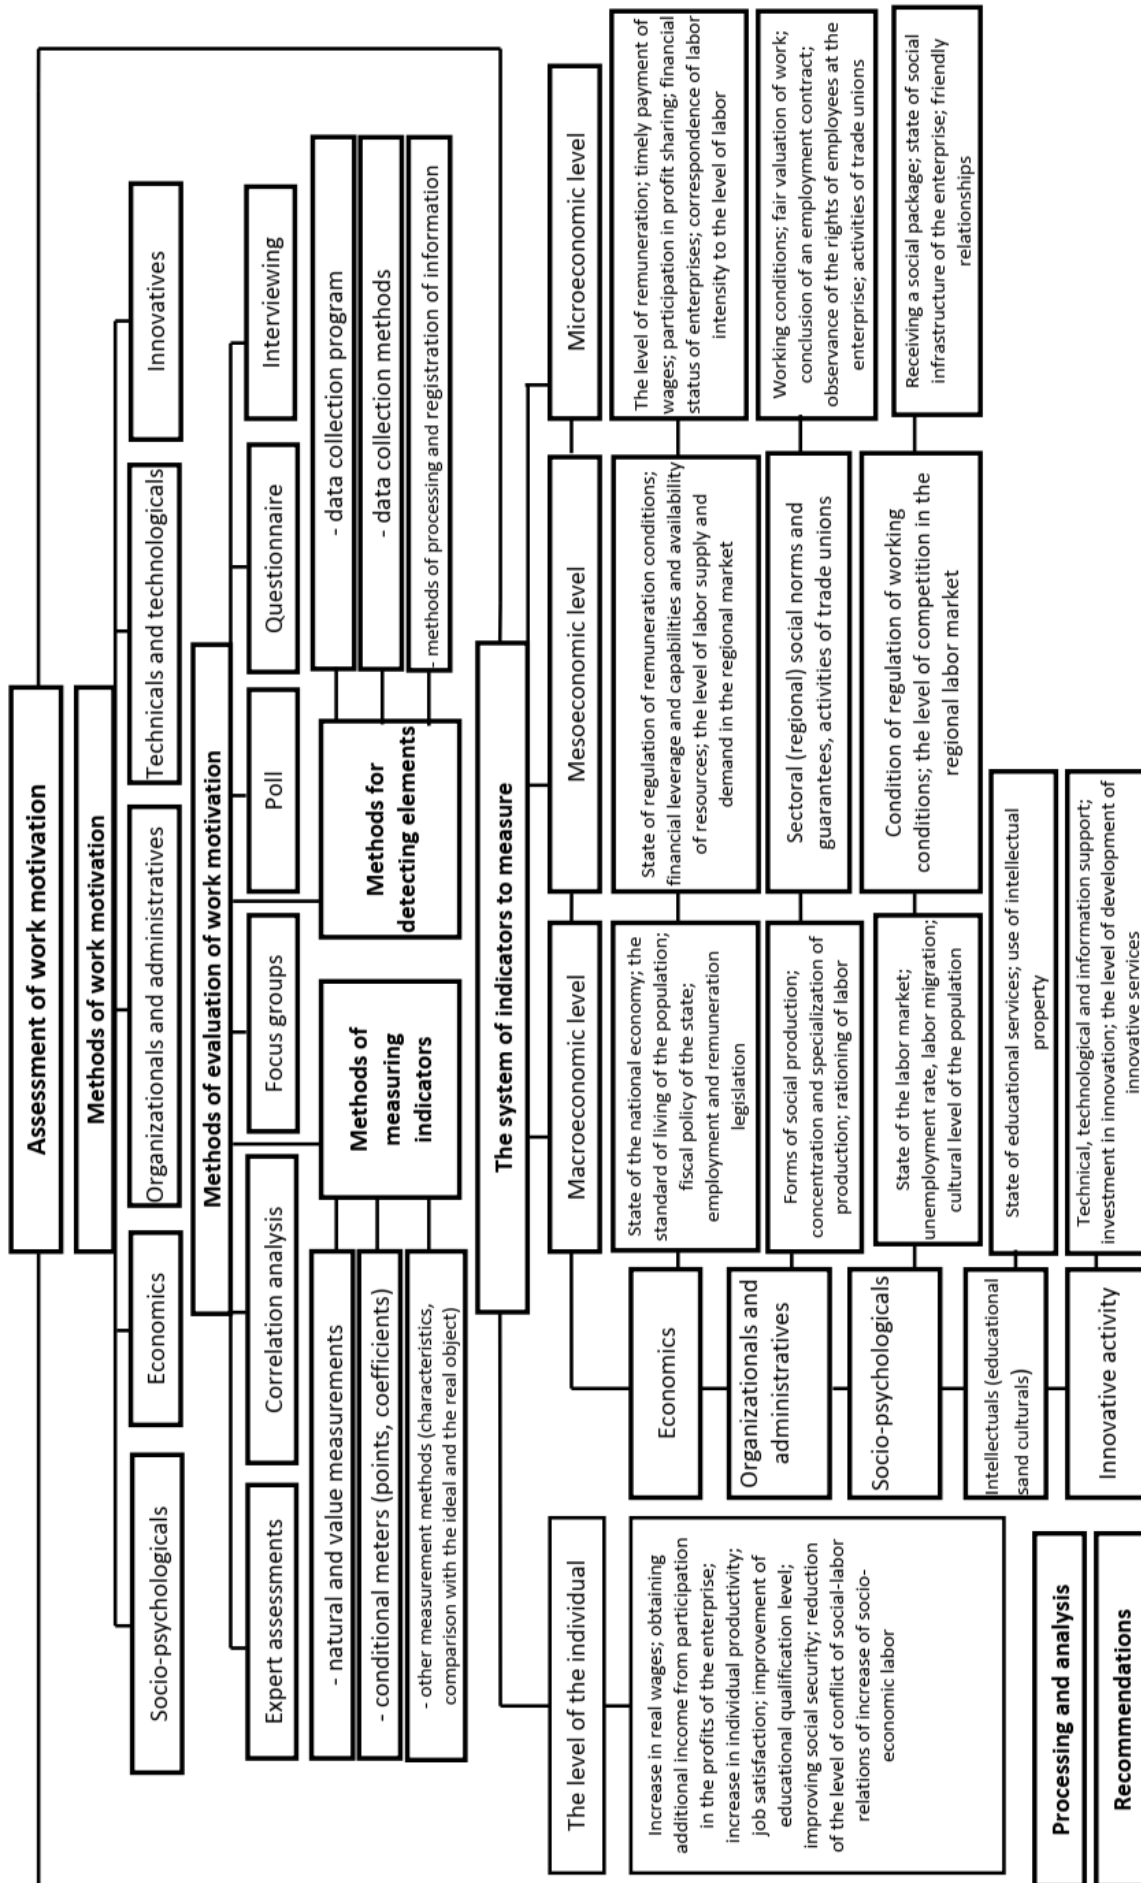 Assessment of work motivation
Methods of work motivation
Socio-psychologicals
Economics
Organizationals and administratives
Technicals and technologicals
Innovatives
Methods of evaluation of work motivation
Expert assessments
Correlation analysis
Focus groups
Poll
Questionnaire
Interviewing
- natural and value measurements
- conditional meters (points, coefficients)
- other measurement methods (characteristics,
comparison with the ideal and the real object)
Methods of
measuring
indicators
Methods for
detecting elements
- data collection program
- data collection methods
- methods of processing and registration of information
The system of indicators to measure
The level of the individual
Macroeconomic level
Mesoeconomic level
Microeconomic level
Increase in real wages; obtaining
additional income from participation
in the profits of the enterprise;
increase in individual productivity;
job satisfaction; improvement of
educational qualification level;
improving social security; reduction
of the level of conflict of social-labor
relations of increase of socio-
economic labor
Economics
State of the national economy; the
standard of living of the population;
fiscal policy of the state;
employment and remuneration
legislation
State of regulation of remuneration conditions;
financial leverage and capabilities and availability
of resources; the level of labor supply and
demand in the regional market
The level of remuneration; timely payment of
wages; participation in profit sharing; financial
status of enterprises; correspondence of labor
intensity to the level of labor
Organizationals and
administratives
Forms of social production;
concentration and specialization of
production; rationing of labor
Sectoral (regional) social norms and
guarantees, activities of trade unions
Working conditions; fair valuation of work;
conclusion of an employment contract;
observance of the rights of employees at the
enterprise; activities of trade unions
Socio-psychologicals
State of the labor market;
unemployment rate, labor migration;
cultural level of the population
Condition of regulation of working
conditions; the level of competition in the
regional labor market
Receiving a social package; state of social
infrastructure of the enterprise; friendly
relationships
Intellectuals (educational
sand culturals)
State of educational services; use of intellectual
property
Innovative activity
Technical, technological and information support;
investment in innovation; the level of development of
innovative services
Processing and analysis
Recommendations